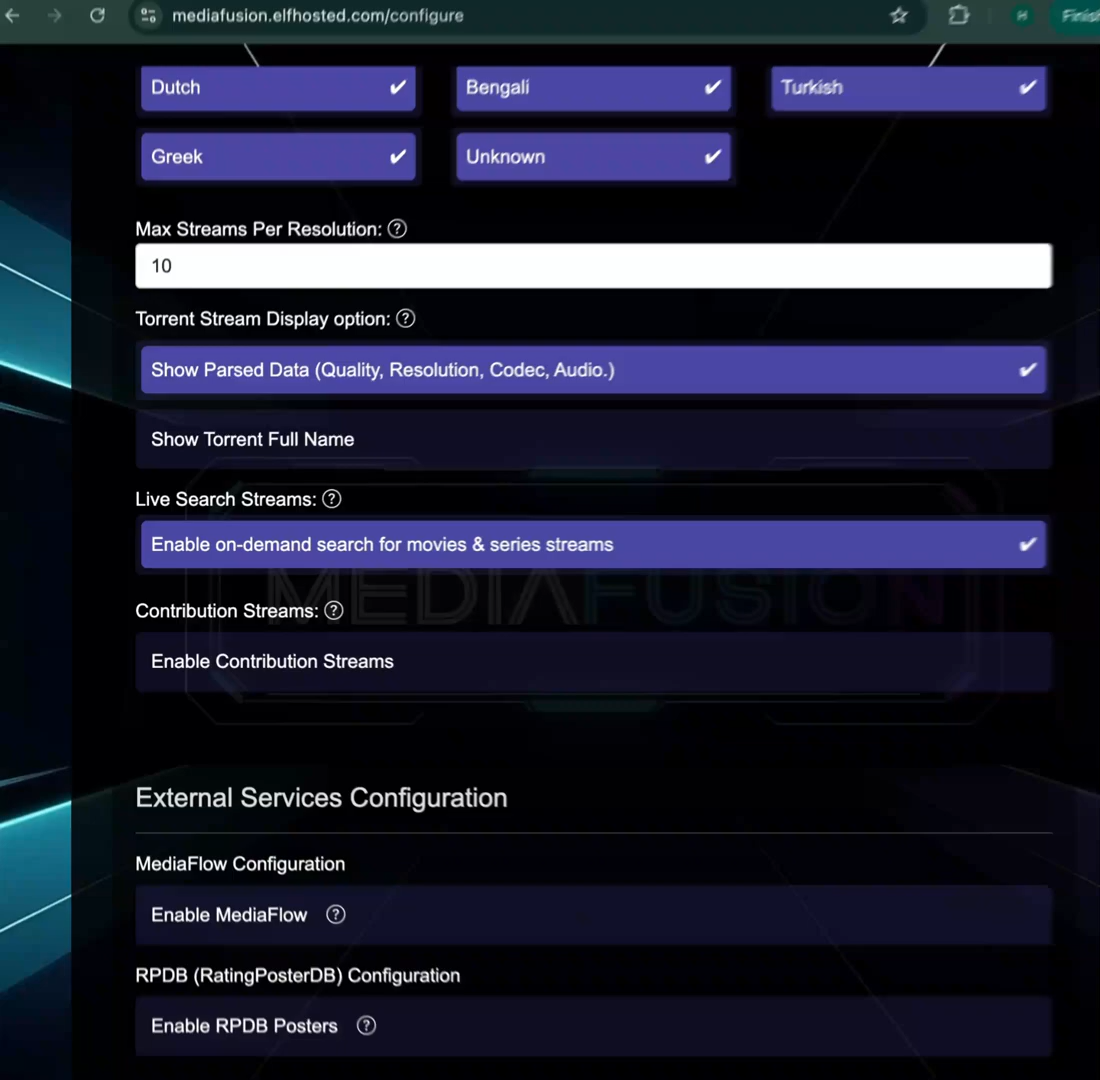 mediafusion.elfhosted.com/configure
H
Finis
Dutch
Bengali
Turkish
Greek
Unknown
Max Streams Per Resolution: ?
10
Torrent Stream Display option: ?
Show Parsed Data (Quality, Resolution, Codec, Audio.)
Show Torrent Full Name
Live Search Streams: ?
Enable on-demand search for movies & series streams
MEDIAFUSION
Contribution Streams: ?
Enable Contribution Streams
External Services Configuration
MediaFlow Configuration
Enable MediaFlow ?
RPDB (RatingPosterDB) Configuration
Enable RPDB Posters ?